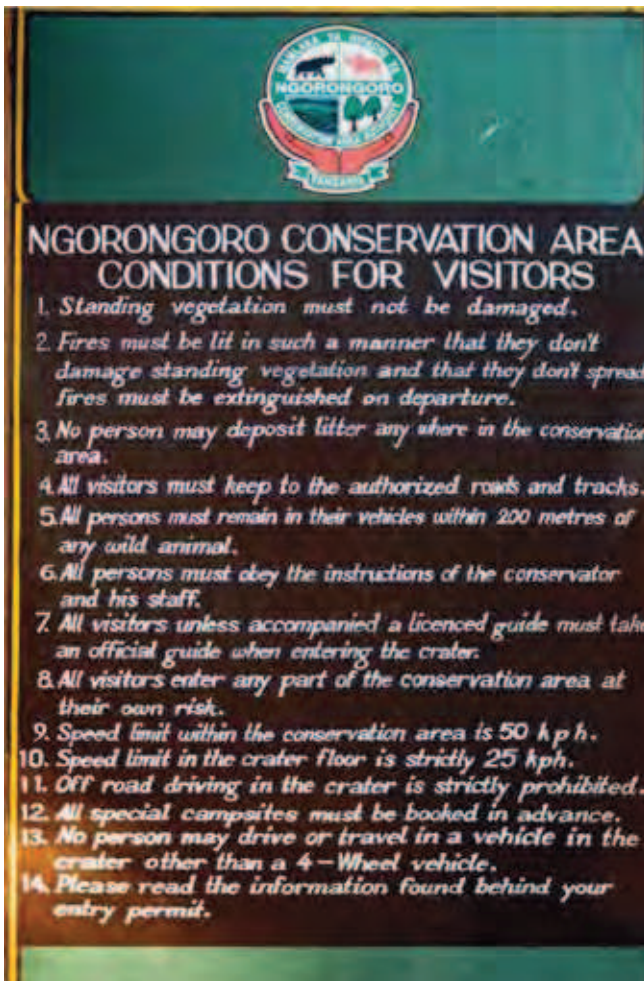 MAMLAKA YA HIFADHI YA
NGORONGORO
CONSERVATION AREA AUTHORITY
TANZANIA
NGORONGORO CONSERVATION AREA
CONDITIONS FOR VISITORS
1. Standing vegetation must not be damaged.
2. Fires must be lit in such a manner that they don't
damage standing vegetation and that they don't spread
fires must be extinguished on departure.
3. No person may deposit litter any where in the conservation
area.
4. All visitors must keep to the authorized roads and tracks.
5. All persons must remain in their vehicles within 200 metres of
any wild animal.
6. All persons must obey the instructions of the conservator
and his staff.
7. All visitors unless accompanied a licenced guide must take
an official guide when entering the crater.
8. All visitors enter any part of the conservation area at
their own risk.
9. Speed limit within the conservation area is 50 kph.
10. Speed limit in the crater floor is strictly 25 kph.
11. Off road driving in the crater is strictly prohibited.
12. All special campsites must be booked in advance.
13. No person may drive or travel in a vehicle in the
crater other than a 4-Wheel vehicle.
14. Please read the information found behind your
entry permit.